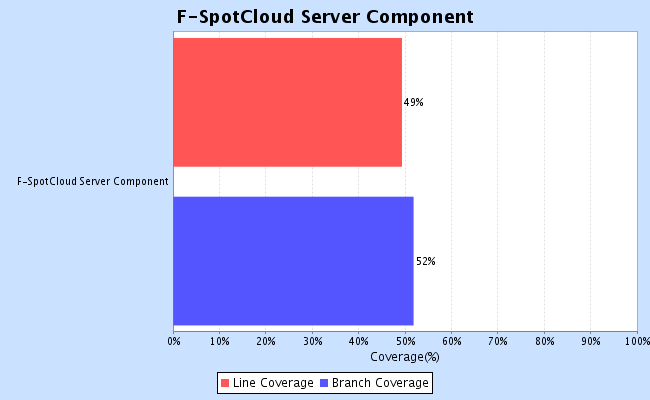 F-SpotCloud Server Component
49%
F-SpotCloud Server Component
52%
0% 10% 20% 30% 40% 50% 60% 70% 80% 90% 100%
Coverage(%)
Line Coverage Branch Coverage